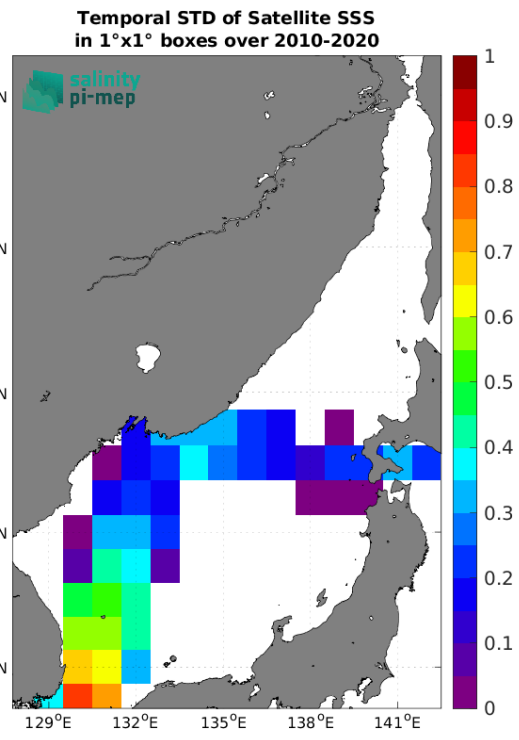 Temporal STD of Satellite SSS
in 1°x1° boxes over 2010-2020
salinity
pi-mep
N
N
N
N
N
1
0.9
0.8
0.7
0.6
0.5
0.4
0.3
0.2
0.1
0
129°E 132°E 135°E 138°E 141°E